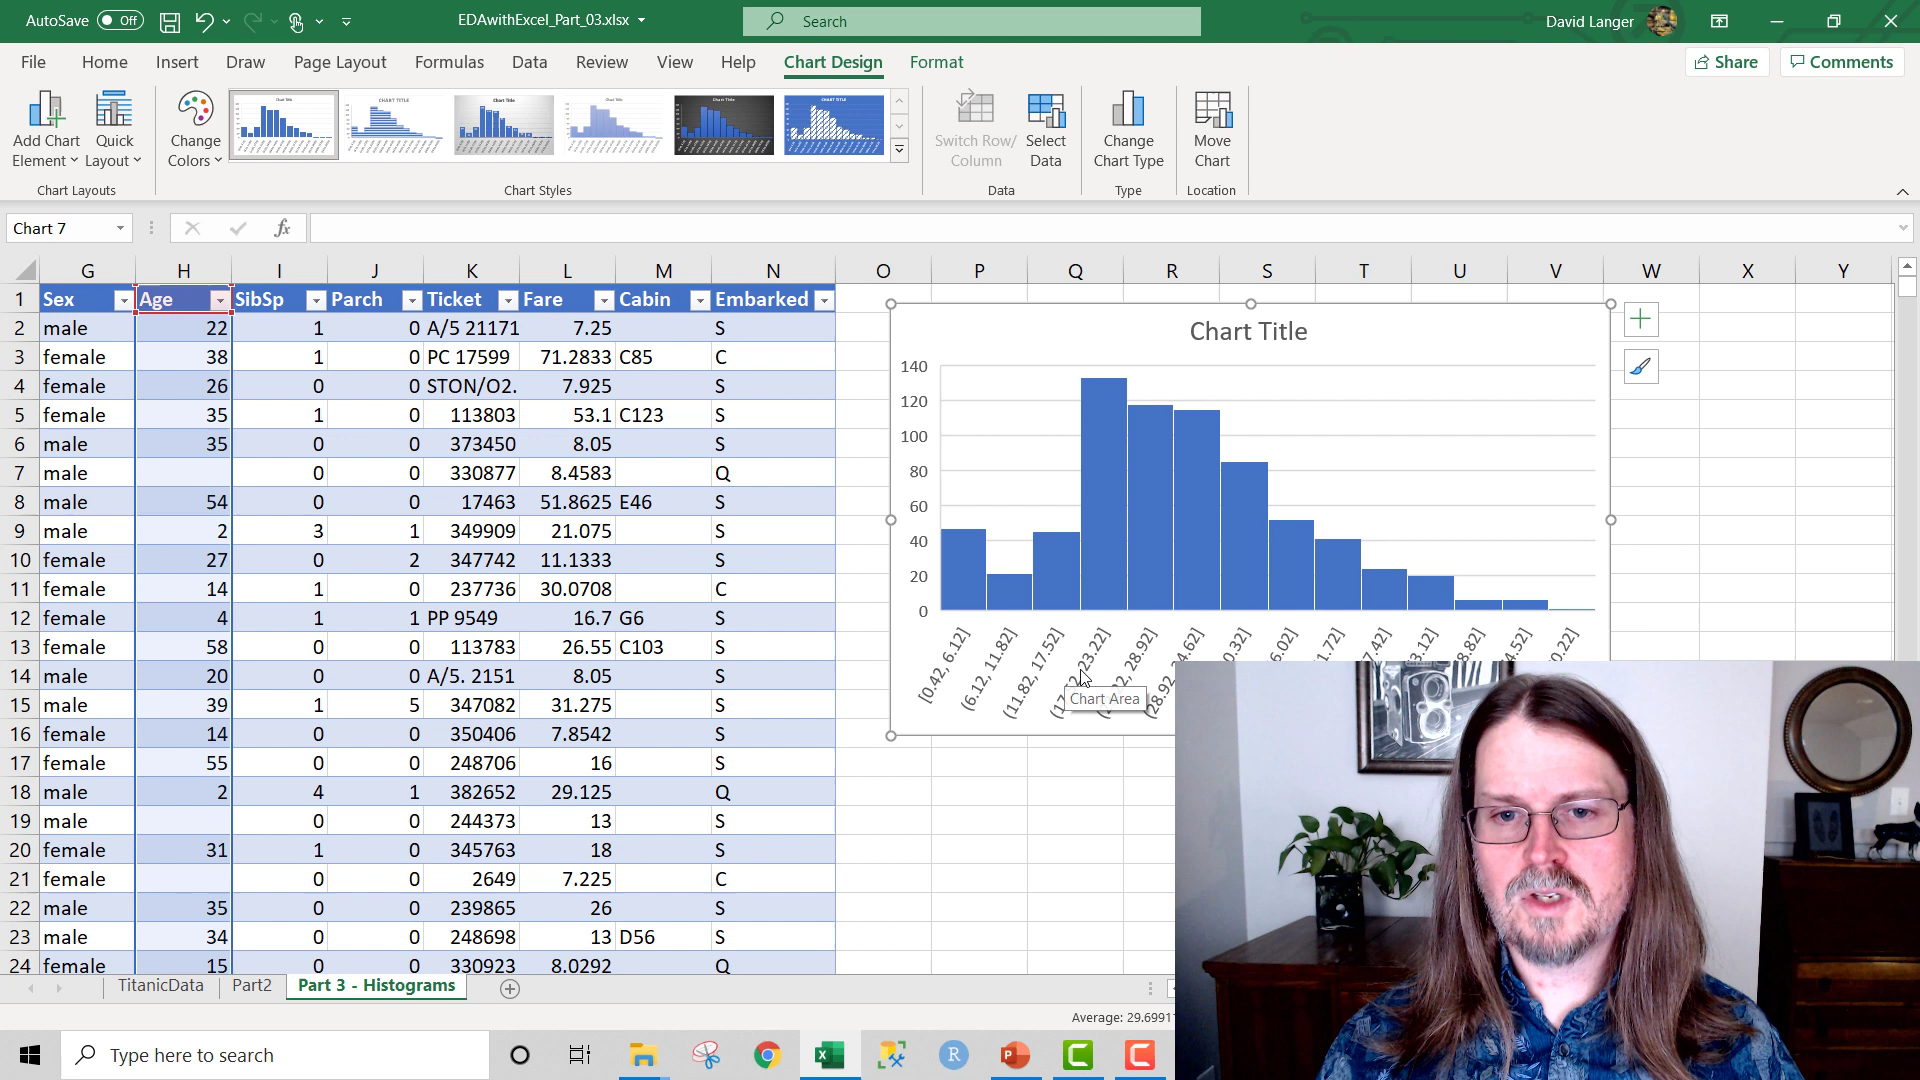 AutoSave Off EDAwithExcel_Part_03.xlsx Search David Langer
File Home Insert Draw Page Layout Formulas Data Review View Help Chart Design Format Share Comments
Add Chart Element
Quick Layout
Change Colors
Switch Row/ Column
Select Data
Change Chart Type
Move Chart
Chart Layouts Chart Styles Data Type Location
Chart 7 fx
G H I J K L M N O P Q R S T U V W X Y
1 Sex Age SibSp Parch Ticket Fare Cabin Embarked
2 male 22 1 0 A/5 21171 7.25 S
3 female 38 1 0 PC 17599 71.2833 C85 C
4 female 26 0 0 STON/O2. 7.925 S
5 female 35 1 0 113803 53.1 C123 S
6 male 35 0 0 373450 8.05 S
7 male 0 0 330877 8.4583 Q
8 male 54 0 0 17463 51.8625 E46 S
9 male 2 3 1 349909 21.075 S
10 female 27 0 2 347742 11.1333 S
11 female 14 1 0 237736 30.0708 C
12 female 4 1 1 PP 9549 16.7 G6 S
13 female 58 0 0 113783 26.55 C103 S
14 male 20 0 0 A/5. 2151 8.05 S
15 male 39 1 5 347082 31.275 S
16 female 14 0 0 350406 7.8542 S
17 female 55 0 0 248706 16 S
18 male 2 4 1 382652 29.125 Q
19 male 0 0 244373 13 S
20 female 31 1 0 345763 18 S
21 female 0 0 2649 7.225 C
22 male 35 0 0 239865 26 S
23 male 34 0 0 248698 13 D56 S
24 female 15 0 0 330923 8.0292 Q
Chart Title
140
120
100
80
60
40
20
0
[0.42, 6.12]
(6.12, 11.82]
(11.82, 17.52]
23.22]
28.92]
(28.92
Chart Area
TitanicData Part2 Part 3 - Histograms
Average: 29.6991
Type here to search